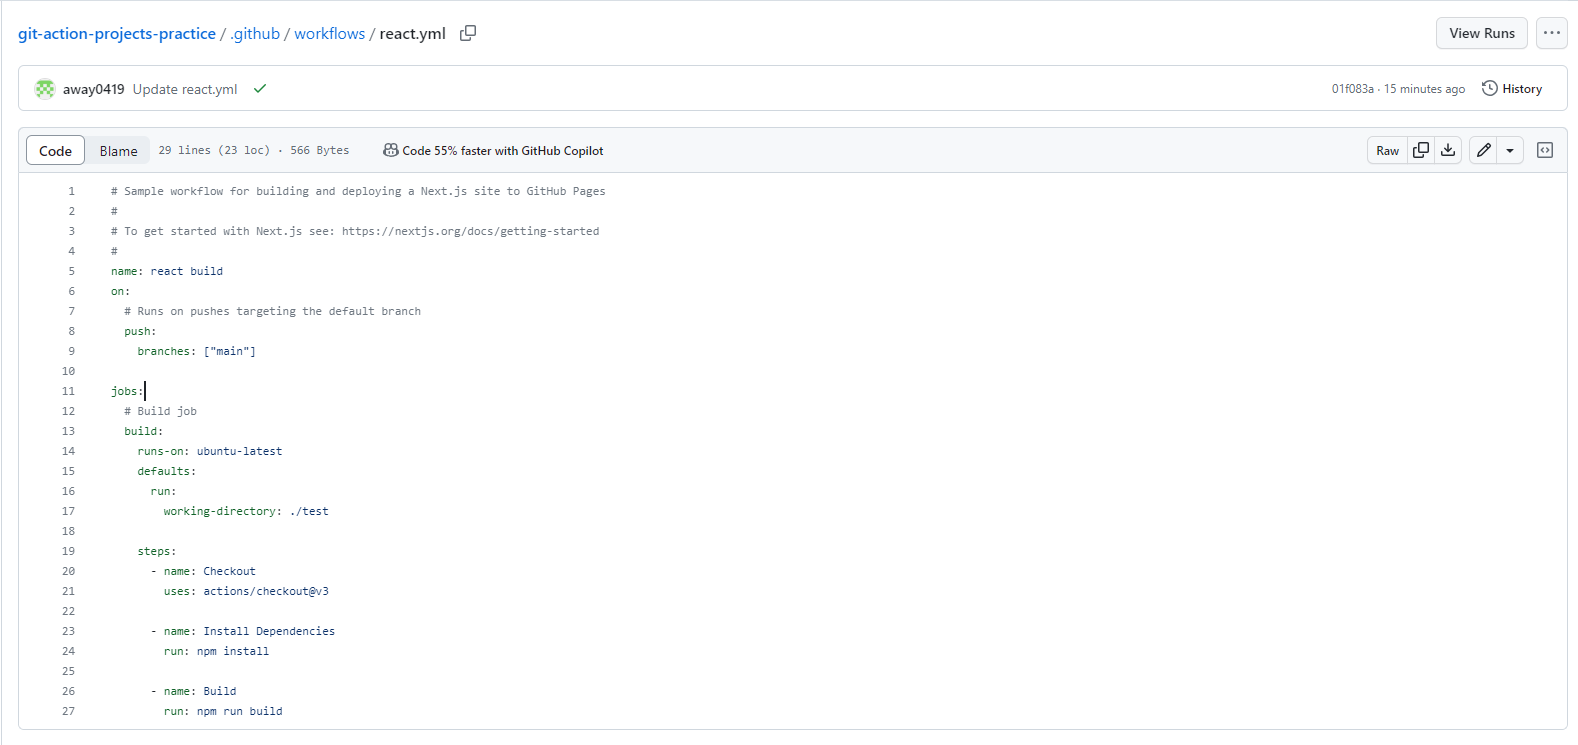 git-action-projects-practice / .github / workflows / react.yml
View Runs
away0419 Update react.yml
01f083a · 15 minutes ago
History
Code
Blame
29 lines (23 loc) · 566 Bytes
Code 55% faster with GitHub Copilot
Raw
1 # Sample workflow for building and deploying a Next.js site to GitHub Pages
2 #
3 # To get started with Next.js see: https://nextjs.org/docs/getting-started
4 #
5 name: react build
6 on:
7   # Runs on pushes targeting the default branch
8   push:
9     branches: ["main"]
10
11 jobs:
12   # Build job
13   build:
14     runs-on: ubuntu-latest
15     defaults:
16       run:
17         working-directory: ./test
18
19     steps:
20       - name: Checkout
21         uses: actions/checkout@v3
22
23       - name: Install Dependencies
24         run: npm install
25
26       - name: Build
27         run: npm run build